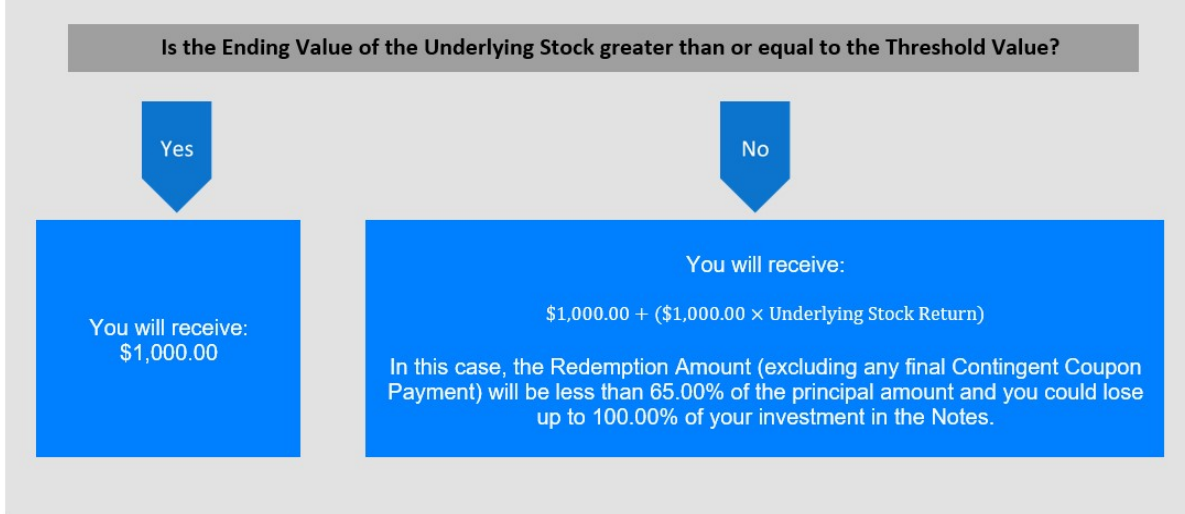 Is the Ending Value of the Underlying Stock greater than or equal to the Threshold Value?
Yes
No
You will receive:
$1,000.00
You will receive:
$1,000.00 + ($1,000.00 × Underlying Stock Return)
In this case, the Redemption Amount (excluding any final Contingent Coupon
Payment) will be less than 65.00% of the principal amount and you could lose
up to 100.00% of your investment in the Notes.